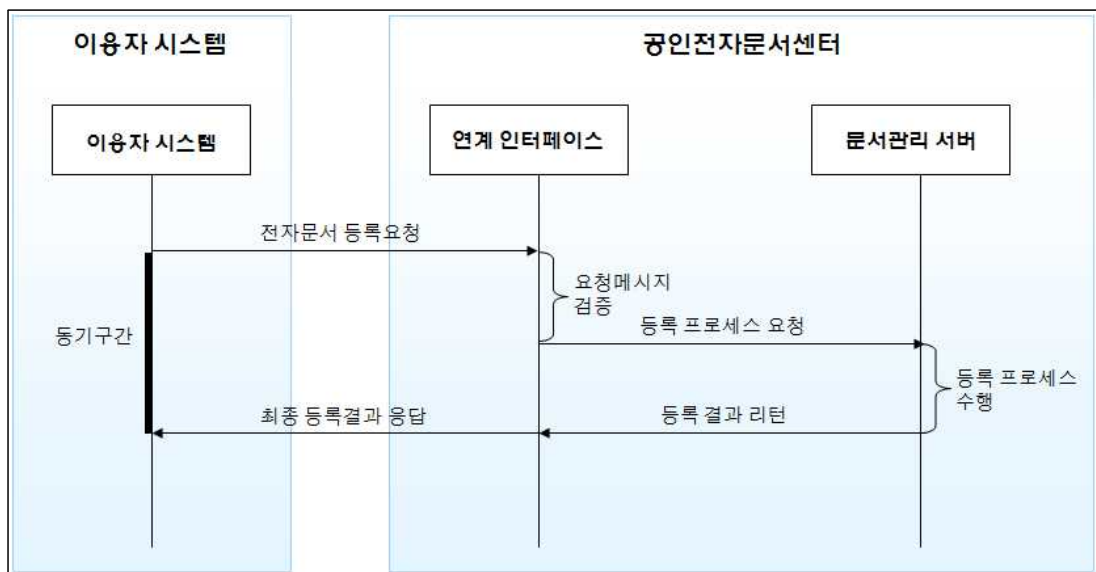 이용자 시스템
공인전자문서센터
이용자 시스템
연계 인터페이스
문서관리 서버
전자문서 등록요청
요청메시지
검증
등록 프로세스 요청
동기구간
등록 프로세스
수행
최종 등록결과 응답
등록 결과 리턴